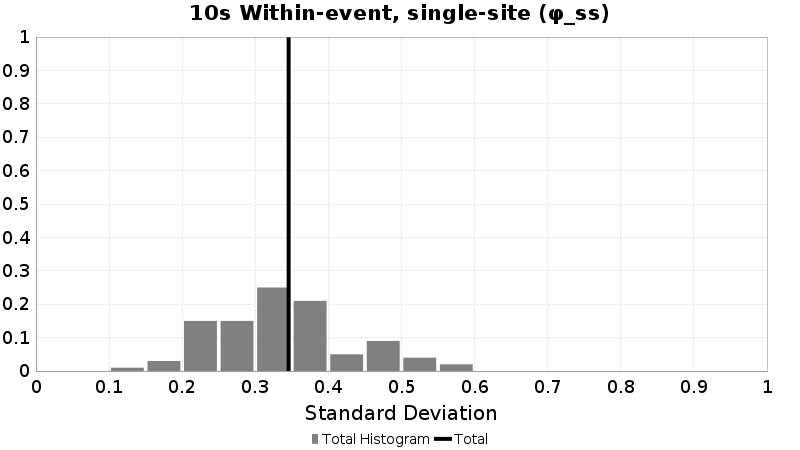 10s Within-event, single-site (φ_ss)
1
0.9
0.8
0.7
0.6
0.5
0.4
0.3
0.2
0.1
0
0 0.1 0.2 0.3 0.4 0.5 0.6 0.7 0.8 0.9 1
Standard Deviation
Total Histogram Total